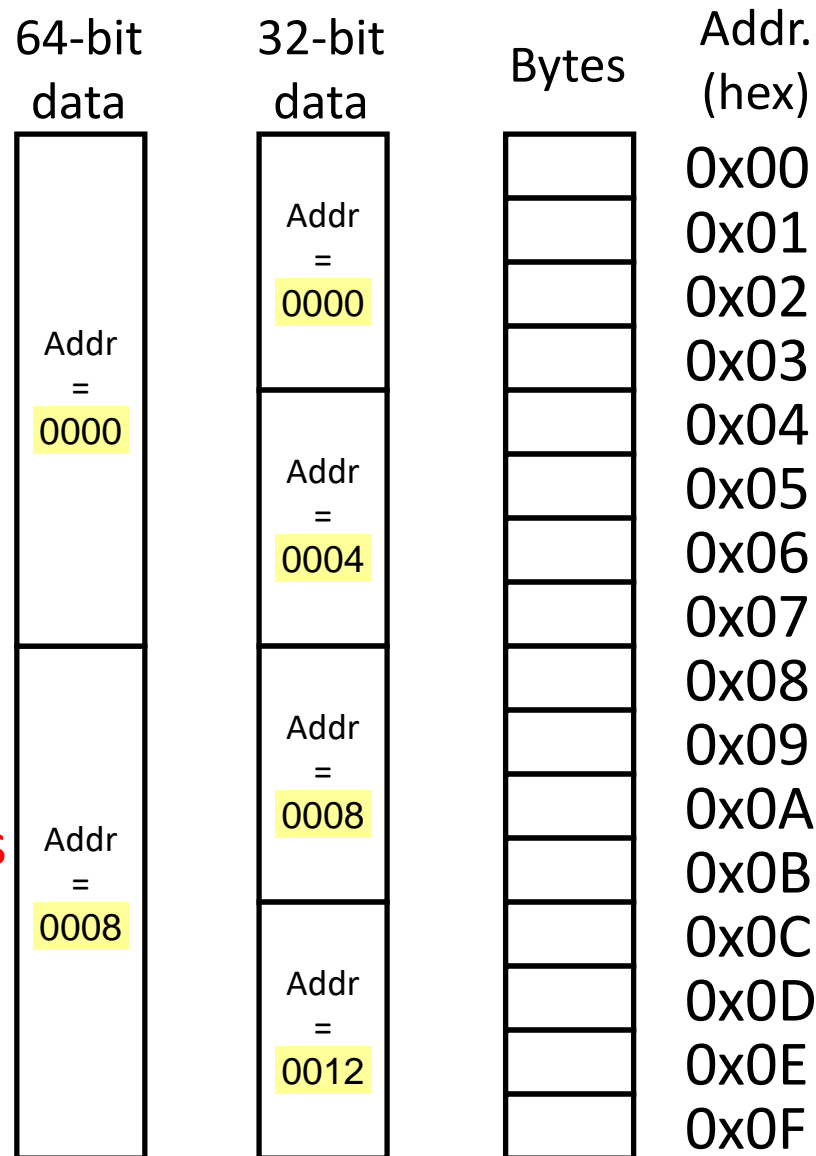 64-bit
data
32-bit
data
Bytes
Addr.
(hex)
Addr
=
0000
Addr
=
0008
Addr
=
0000
Addr
=
0004
Addr
=
0008
Addr
=
0012
0x00
0x01
0x02
0x03
0x04
0x05
0x06
0x07
0x08
0x09
0x0A
0x0B
0x0C
0x0D
0x0E
0x0F
s